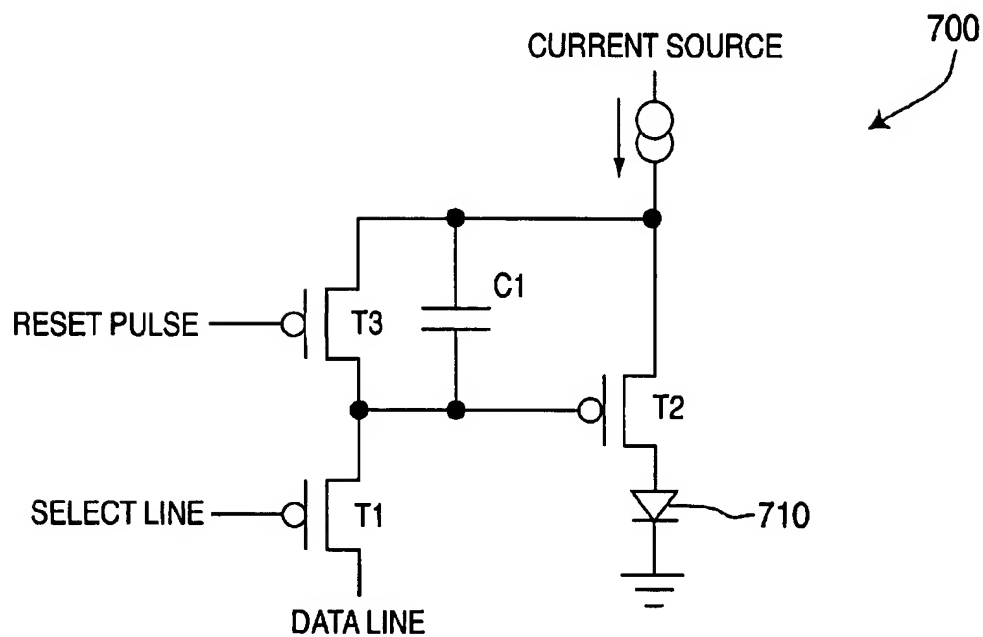 CURRENT SOURCE
700
C1
RESET PULSE
T3
T2
SELECT LINE
T1
710
DATA LINE